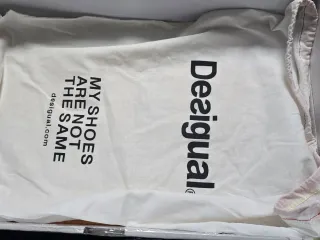 Desigual®
MY SHOES
ARE NOT
THE SAME
desigual.com